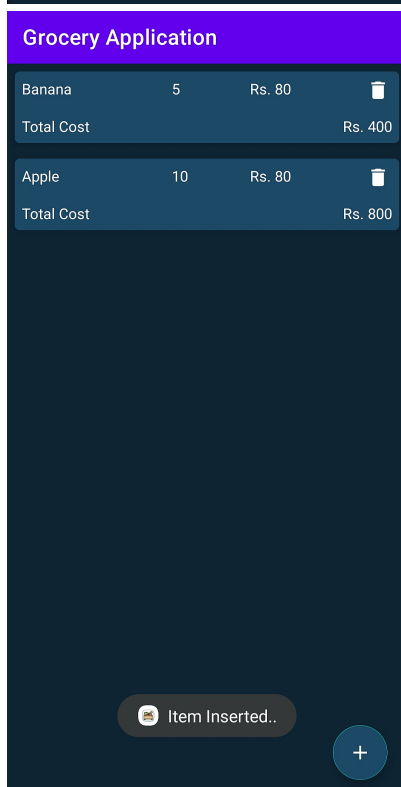 Grocery Application
Banana 5 Rs. 80
Total Cost Rs. 400
Apple 10 Rs. 80
Total Cost Rs. 800
Item Inserted..
+